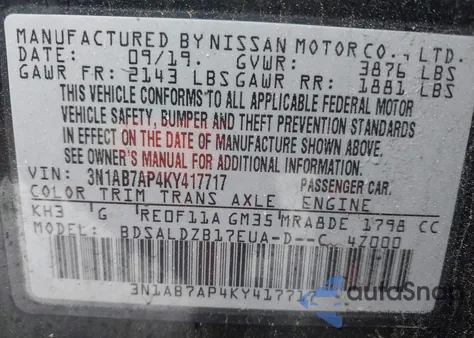 MANUFACTURED BY NISSAN MOTOR CO., LTD.
DATE: 09/19. GVWR: 3876 LBS
GAWR FR: 2143 LBS GAWR RR: 1881 LBS
THIS VEHICLE CONFORMS TO ALL APPLICABLE FEDERAL MOTOR
VEHICLE SAFETY, BUMPER AND THEFT PREVENTION STANDARDS
IN EFFECT ON THE DATE OF MANUFACTURE SHOWN ABOVE.
SEE OWNER'S MANUAL FOR ADDITIONAL INFORMATION.
VIN: 3N1AB7AP4KY417717 PASSENGER CAR.
COLOR TRIM TRANS AXLE ENGINE
KH3 G RE0F11A GM35 MRA8DE 1798 CC
MODEL: BDSALDZB17EUA-D--C 4Z000
3N1AB7AP4KY417717
AutoSnap